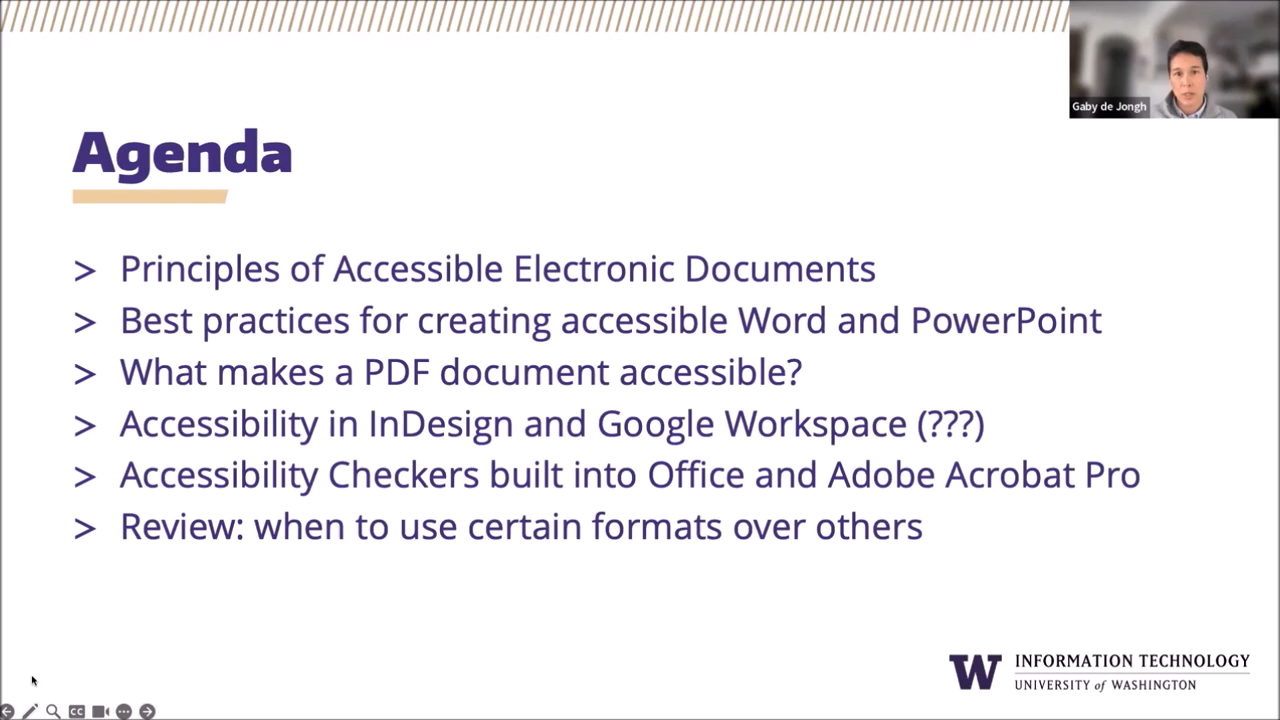 Gaby de Jongh
Agenda
> Principles of Accessible Electronic Documents
> Best practices for creating accessible Word and PowerPoint
> What makes a PDF document accessible?
> Accessibility in InDesign and Google Workspace (???)
> Accessibility Checkers built into Office and Adobe Acrobat Pro
> Review: when to use certain formats over others
W INFORMATION TECHNOLOGY
UNIVERSITY of WASHINGTON
CC